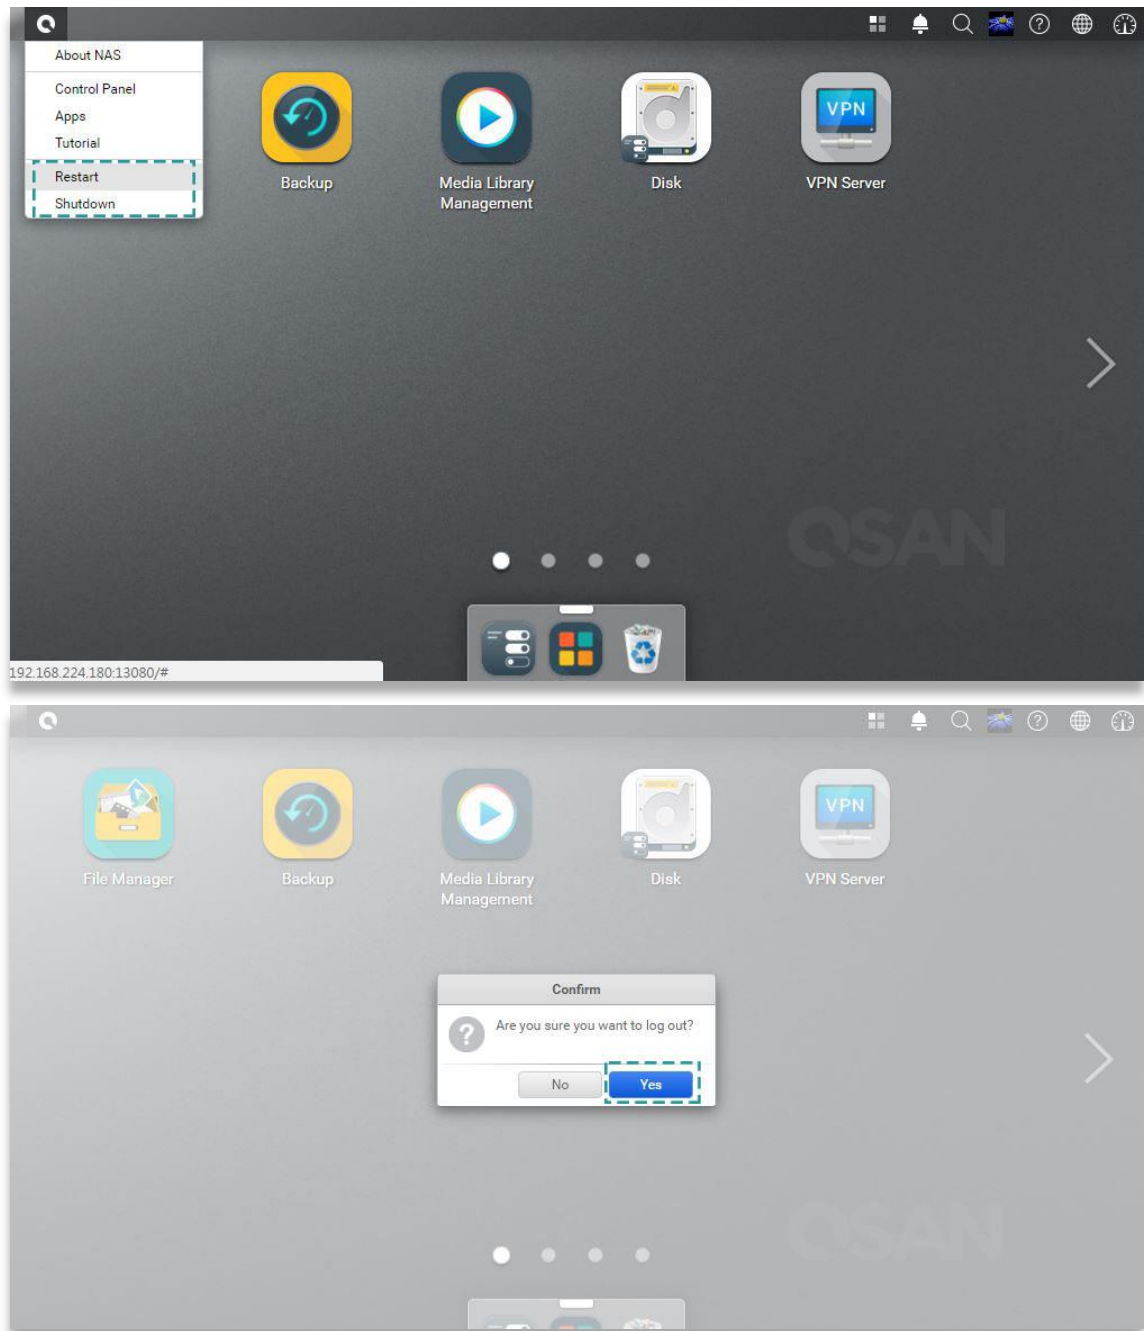 About NAS
Control Panel
Apps
Tutorial
Restart
Shutdown
Backup
Media Library
Management
Disk
VPN
VPN Server
QSAN
192.168.224.180:13080/#
File Manager
Backup
Media Library
Management
Disk
VPN
VPN Server
Confirm
Are you sure you want to log out?
No
Yes
QSAN